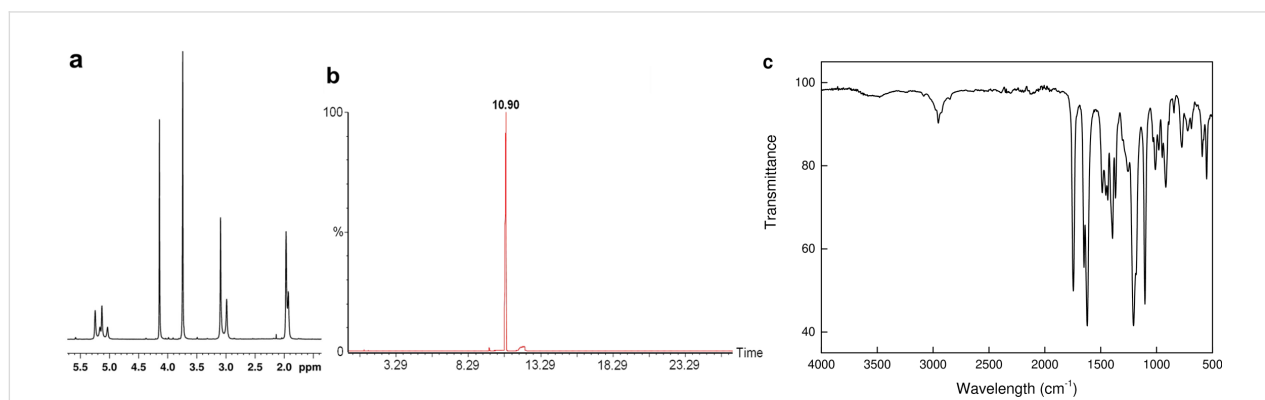 a
5.5 5.0 4.5 4.0 3.5 3.0 2.5 2.0 ppm
b
10.90
100
%
0
3.29 8.29 13.29 18.29 23.29
Time
c
100
80
60
40
Transmittance
4000 3500 3000 2500 2000 1500 1000 500
Wavelength (cm⁻¹)